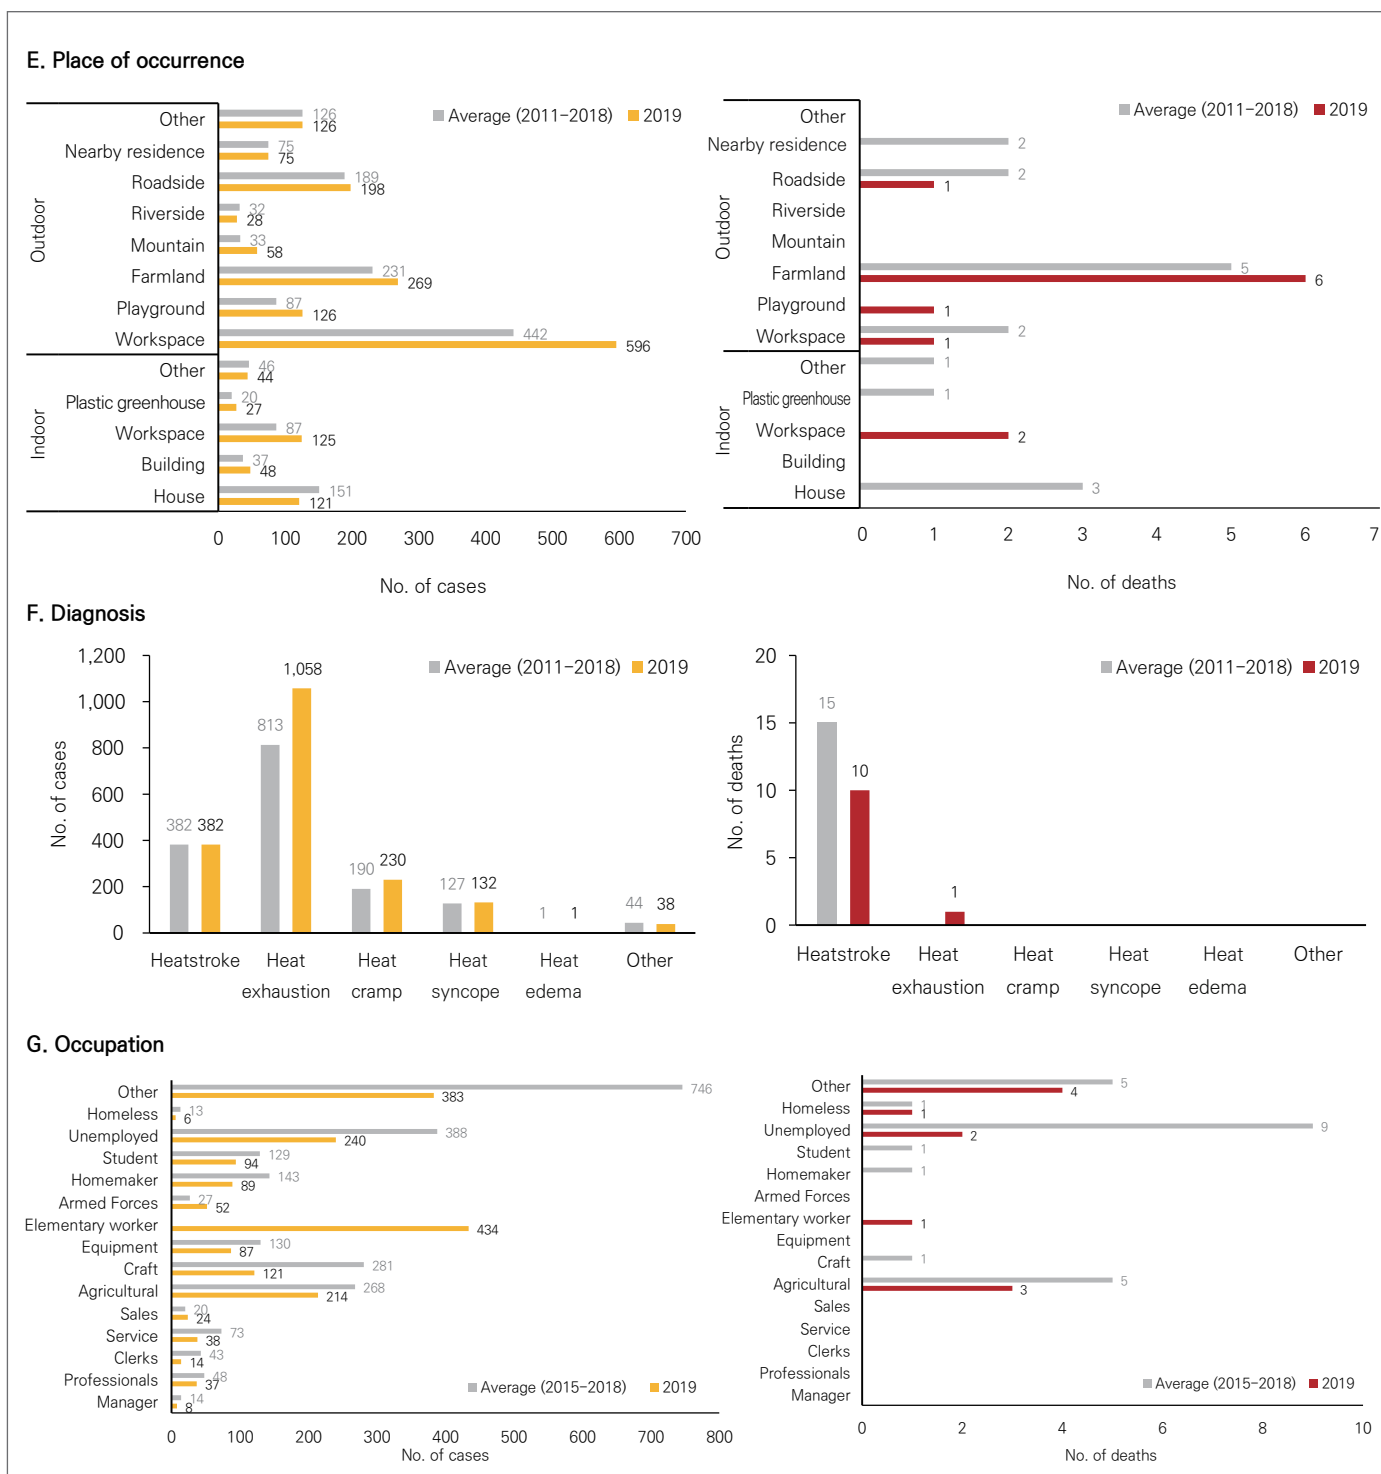 E. Place of occurrence
Average (2011-2018) 2019
Outdoor
Other 126 126
Nearby residence 75 75
Roadside 189 198
Riverside 32 28
Mountain 33 58
Farmland 231 269
Playground 87 126
Workspace 442 596
Indoor
Other 46 44
Plastic greenhouse 20 27
Workspace 87 125
Building 37 48
House 151 121
0 100 200 300 400 500 600 700
No. of cases
Average (2011-2018) 2019
Outdoor
Other
Nearby residence 2
Roadside 2 1
Riverside
Mountain
Farmland 5 6
Playground 1
Workspace 2 1
Indoor
Other 1
Plastic greenhouse 1
Workspace 2
Building
House 3
0 1 2 3 4 5 6 7
No. of deaths
F. Diagnosis
Average (2011-2018) 2019
No. of cases
1,200
1,000
800
600
400
200
0
382 382 813 1,058 190 230 127 132 1 1 44 38
Heatstroke Heat exhaustion Heat cramp Heat syncope Heat edema Other
Average (2011-2018) 2019
No. of deaths
20
15
10
5
0
15 10 1
Heatstroke Heat exhaustion Heat cramp Heat syncope Heat edema Other
G. Occupation
Other 746 383
Homeless 13 6
Unemployed 388 240
Student 129 94
Homemaker 143 89
Armed Forces 27 52
Elementary worker 434
Equipment 130 87
Craft 281 121
Agricultural 268 214
Sales 20 24
Service 73 38
Clerks 43 14
Professionals 48 37
Manager 14 8
Average (2015-2018) 2019
0 100 200 300 400 500 600 700 800
No. of cases
Other 5 4
Homeless 1 1
Unemployed 9 2
Student 1
Homemaker 1
Armed Forces
Elementary worker 1
Equipment
Craft 1
Agricultural 5 3
Sales
Service
Clerks
Professionals
Manager
Average (2015-2018) 2019
0 2 4 6 8 10
No. of deaths